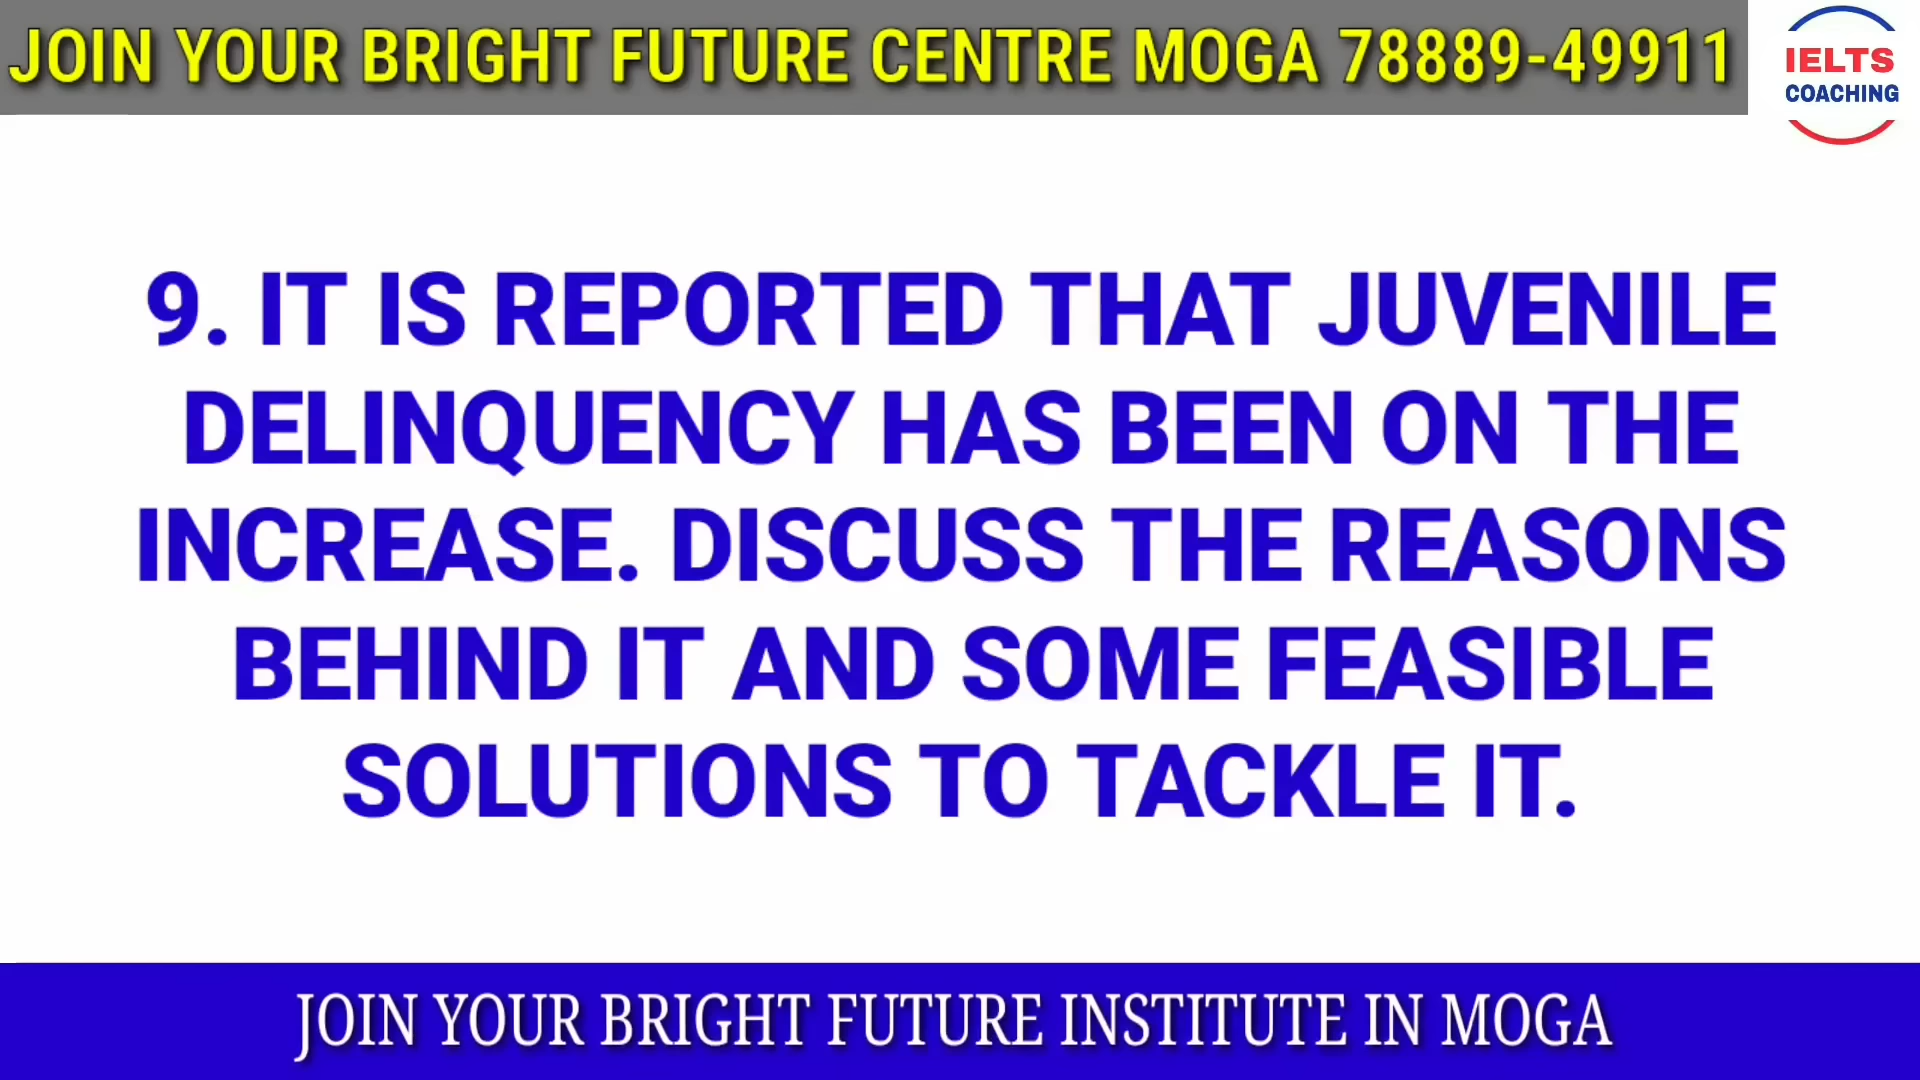 JOIN YOUR BRIGHT FUTURE CENTRE MOGA 78889-49911
IELTS
COACHING
9. IT IS REPORTED THAT JUVENILE
DELINQUENCY HAS BEEN ON THE
INCREASE. DISCUSS THE REASONS
BEHIND IT AND SOME FEASIBLE
SOLUTIONS TO TACKLE IT.
JOIN YOUR BRIGHT FUTURE INSTITUTE IN MOGA